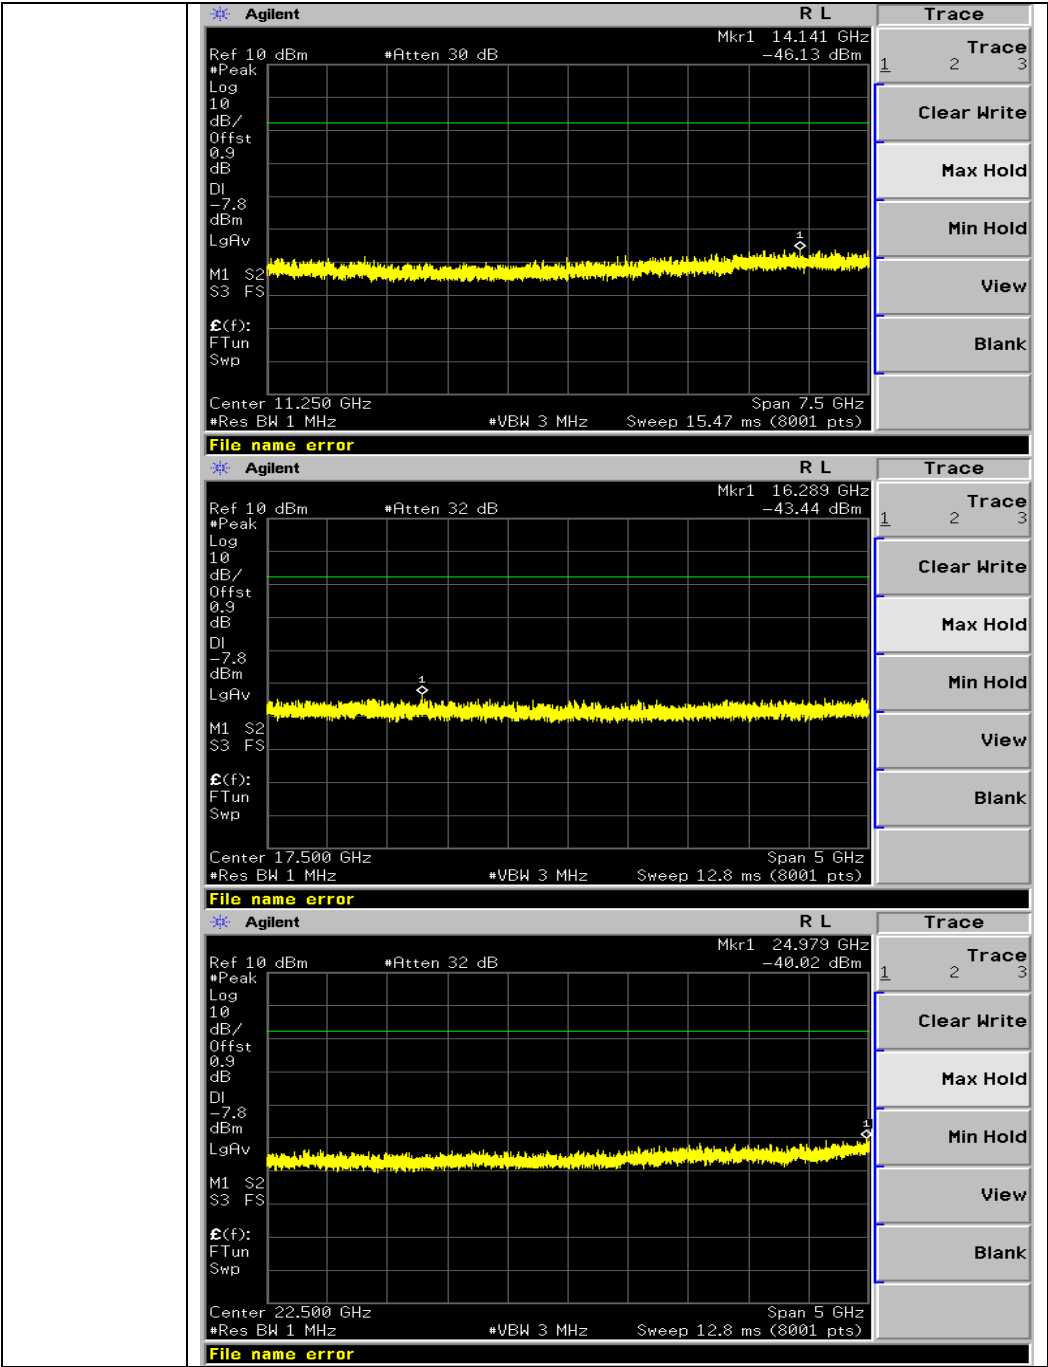 Agilent R L Trace
Mkr1 14.141 GHz
Ref 10 dBm #Atten 30 dB -46.13 dBm
Trace
1 2 3
#Peak
Log
10
dB/
Offst
0.9
dB
DI
-7.8
dBm
LgAv
M1 S2
S3 FS
£(f):
FTun
Swp
1
Center 11.250 GHz Span 7.5 GHz
#Res BW 1 MHz #VBW 3 MHz Sweep 15.47 ms (8001 pts)
Clear Write
Max Hold
Min Hold
View
Blank
File name error
Agilent R L Trace
Mkr1 16.289 GHz
Ref 10 dBm #Atten 32 dB -43.44 dBm
Trace
1 2 3
#Peak
Log
10
dB/
Offst
0.9
dB
DI
-7.8
dBm
LgAv
M1 S2
S3 FS
£(f):
FTun
Swp
1
Center 17.500 GHz Span 5 GHz
#Res BW 1 MHz #VBW 3 MHz Sweep 12.8 ms (8001 pts)
Clear Write
Max Hold
Min Hold
View
Blank
File name error
Agilent R L Trace
Mkr1 24.979 GHz
Ref 10 dBm #Atten 32 dB -40.02 dBm
Trace
1 2 3
#Peak
Log
10
dB/
Offst
0.9
dB
DI
-7.8
dBm
LgAv
M1 S2
S3 FS
£(f):
FTun
Swp
1
Center 22.500 GHz Span 5 GHz
#Res BW 1 MHz #VBW 3 MHz Sweep 12.8 ms (8001 pts)
Clear Write
Max Hold
Min Hold
View
Blank
File name error